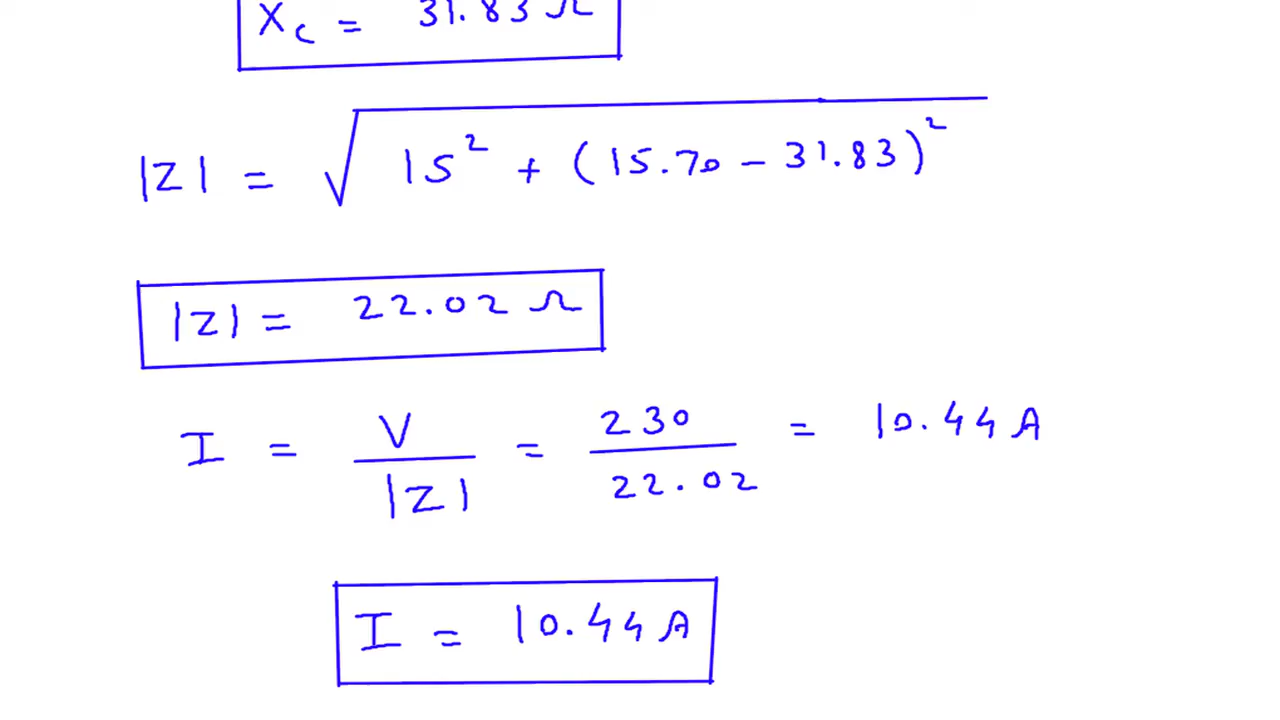 Xc = 31.83 Ω
|Z| = √ 15² + (15.70 − 31.83)²
|Z| = 22.02 Ω
I = V / |Z| = 230 / 22.02 = 10.44 A
I = 10.44 A